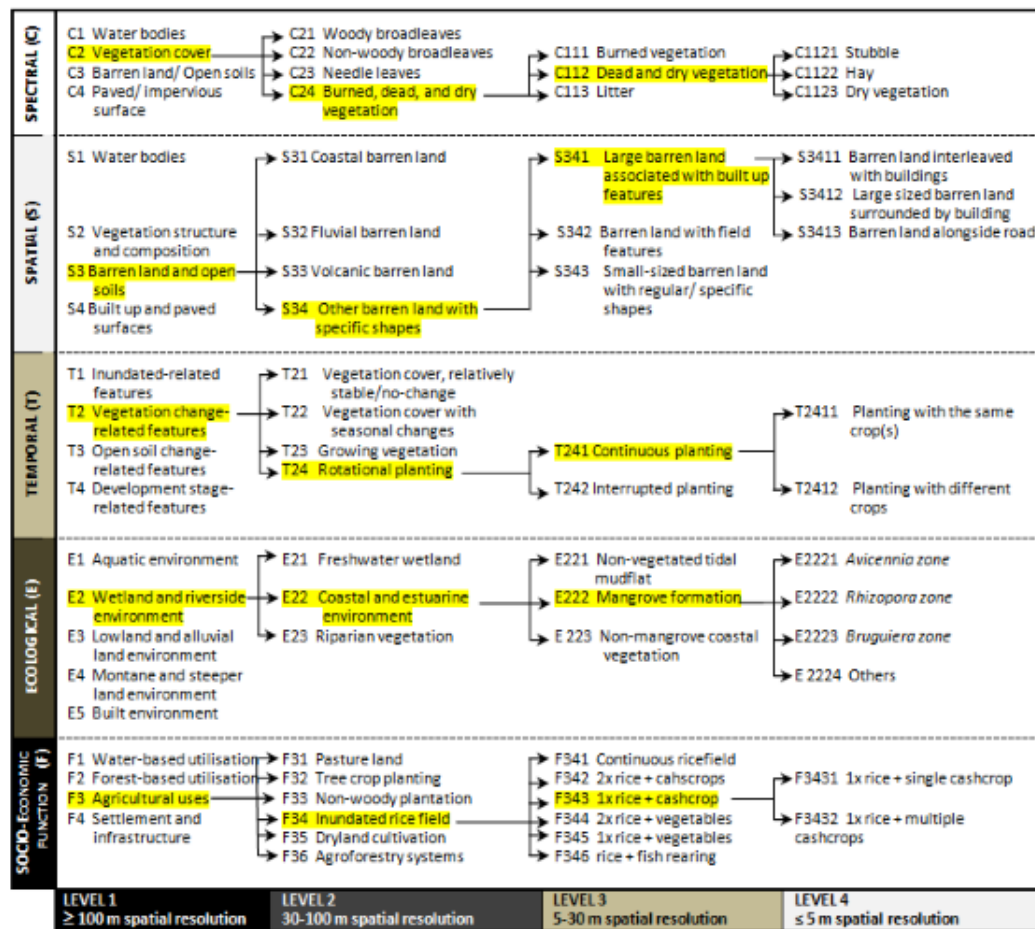 SPECTRAL (C)
C1 Water bodies
C2 Vegetation cover
C3 Barren land/ Open soils
C4 Paved/ impervious
surface
C21 Woody broadleaves
C22 Non-woody broadleaves
C23 Needle leaves
C24 Burned, dead, and dry
vegetation
C111 Burned vegetation
C112 Dead and dry vegetation
C113 Litter
C1121 Stubble
C1122 Hay
C1123 Dry vegetation
SPATIAL (S)
S1 Water bodies
S2 Vegetation structure
and composition
S3 Barren land and open
soils
S4 Built up and paved
surfaces
S31 Coastal barren land
S32 Fluvial barren land
S33 Volcanic barren land
S34 Other barren land with
specific shapes
S341 Large barren land
associated with built up
features
S342 Barren land with field
features
S343 Small-sized barren land
with regular/ specific
shapes
S3411 Barren land interleaved
with buildings
S3412 Large sized barren land
surrounded by building
S3413 Barren land alongside road
TEMPORAL (T)
T1 Inundated-related
features
T2 Vegetation change-
related features
T3 Open soil change-
related features
T4 Development stage-
related features
T21 Vegetation cover, relatively
stable/no-change
T22 Vegetation cover with
seasonal changes
T23 Growing vegetation
T24 Rotational planting
T241 Continuous planting
T242 Interrupted planting
T2411 Planting with the same
crop(s)
T2412 Planting with different
crops
ECOLOGICAL (E)
E1 Aquatic environment
E2 Wetland and riverside
environment
E3 Lowland and alluvial
land environment
E4 Montane and steeper
land environment
E5 Built environment
E21 Freshwater wetland
E22 Coastal and estuarine
environment
E23 Riparian vegetation
E221 Non-vegetated tidal
mudflat
E222 Mangrove formation
E 223 Non-mangrove coastal
vegetation
E2221 Avicennia zone
E2222 Rhizopora zone
E2223 Bruguiera zone
E 2224 Others
SOCIO-ECONOMIC
FUNCTION (F)
F1 Water-based utilisation
F2 Forest-based utilisation
F3 Agricultural uses
F4 Settlement and
infrastructure
F31 Pasture land
F32 Tree crop planting
F33 Non-woody plantation
F34 Inundated rice field
F35 Dryland cultivation
F36 Agroforestry systems
F341 Continuous ricefield
F342 2x rice + cahscrops
F343 1x rice + cashcrop
F344 2x rice + vegetables
F345 1x rice + vegetables
F346 rice + fish rearing
F3431 1x rice + single cashcrop
F3432 1x rice + multiple
cashcrops
LEVEL 1
≥ 100 m spatial resolution
LEVEL 2
30-100 m spatial resolution
LEVEL 3
5-30 m spatial resolution
LEVEL 4
≤ 5 m spatial resolution